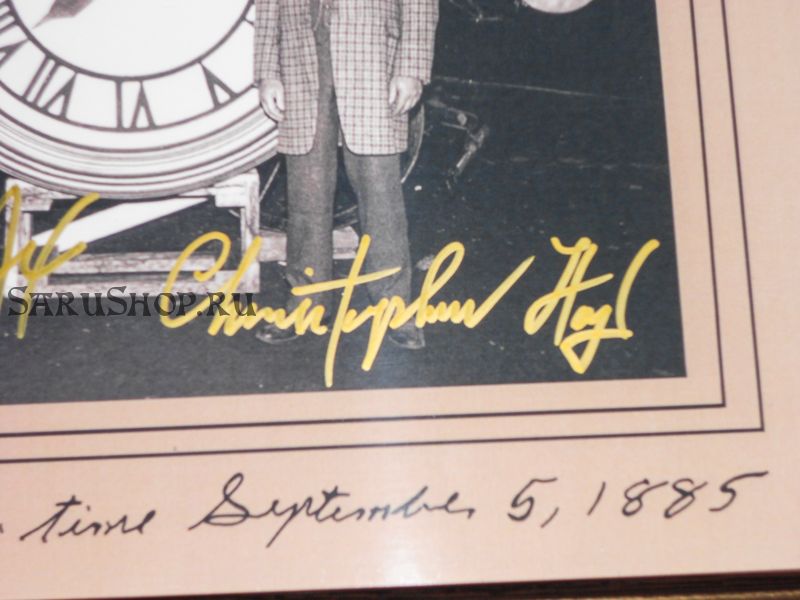 SaruShop.ru
Christopher Lloyd
time September 5, 1885